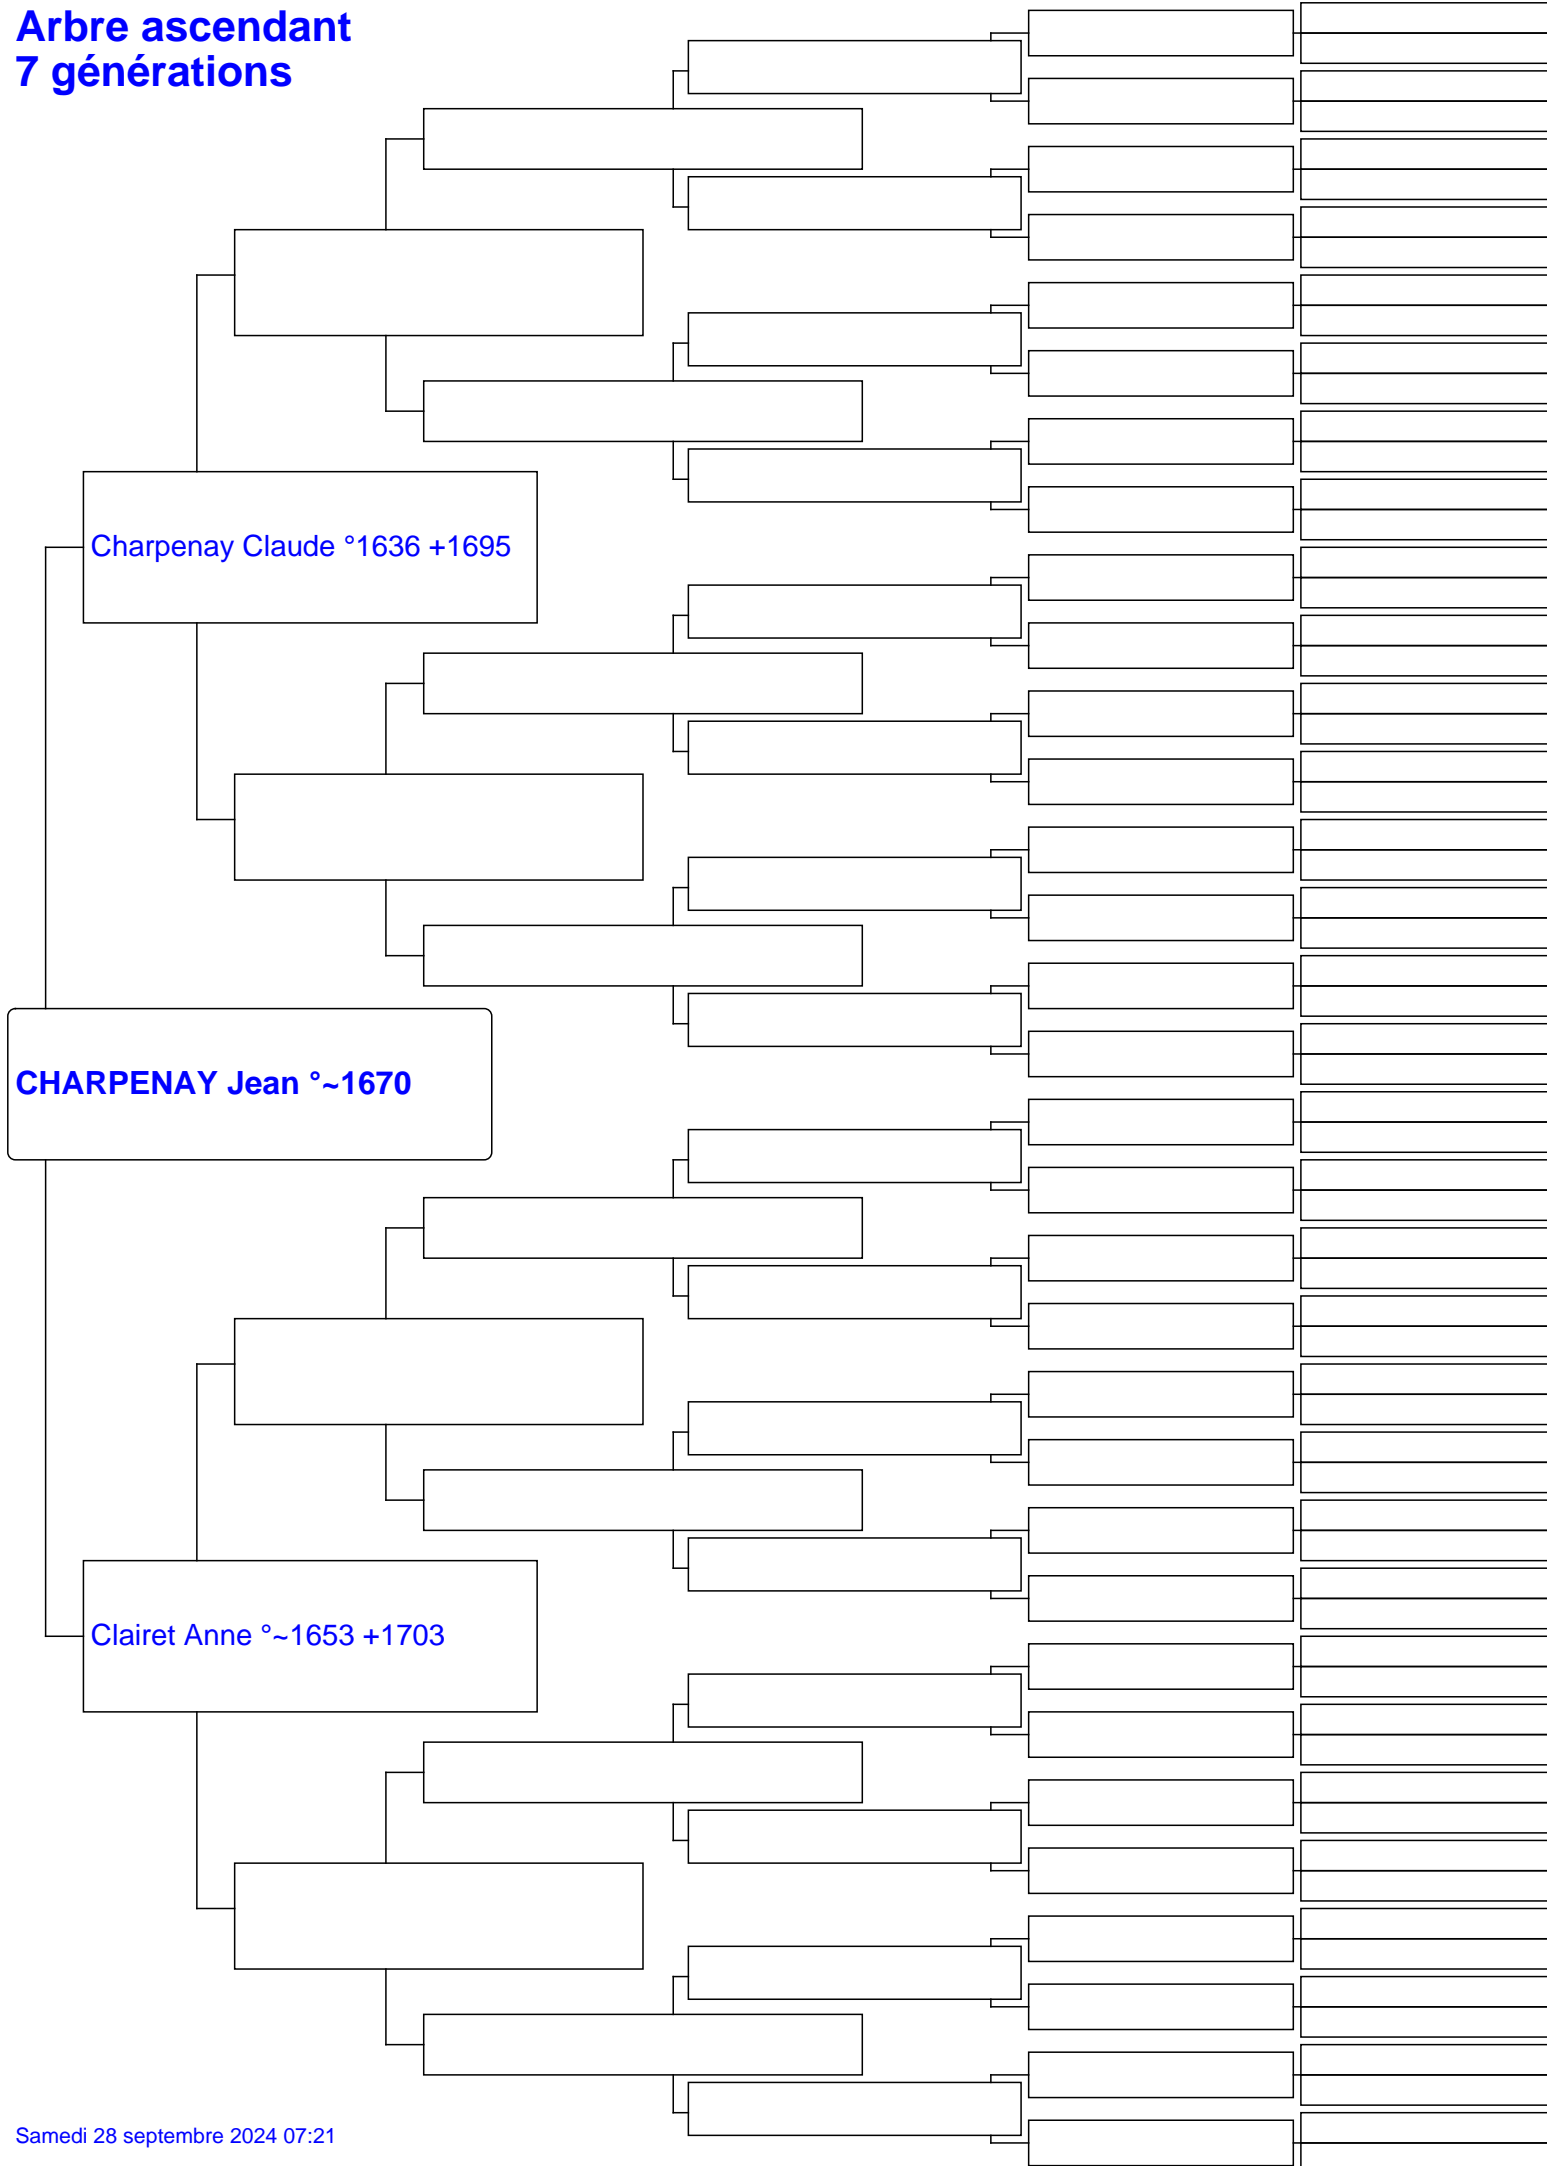 Arbre ascendant
7 générations
Charpenay Claude °1636 +1695
CHARPENAY Jean °~1670
Clairet Anne °~1653 +1703
Samedi 28 septembre 2024 07:21